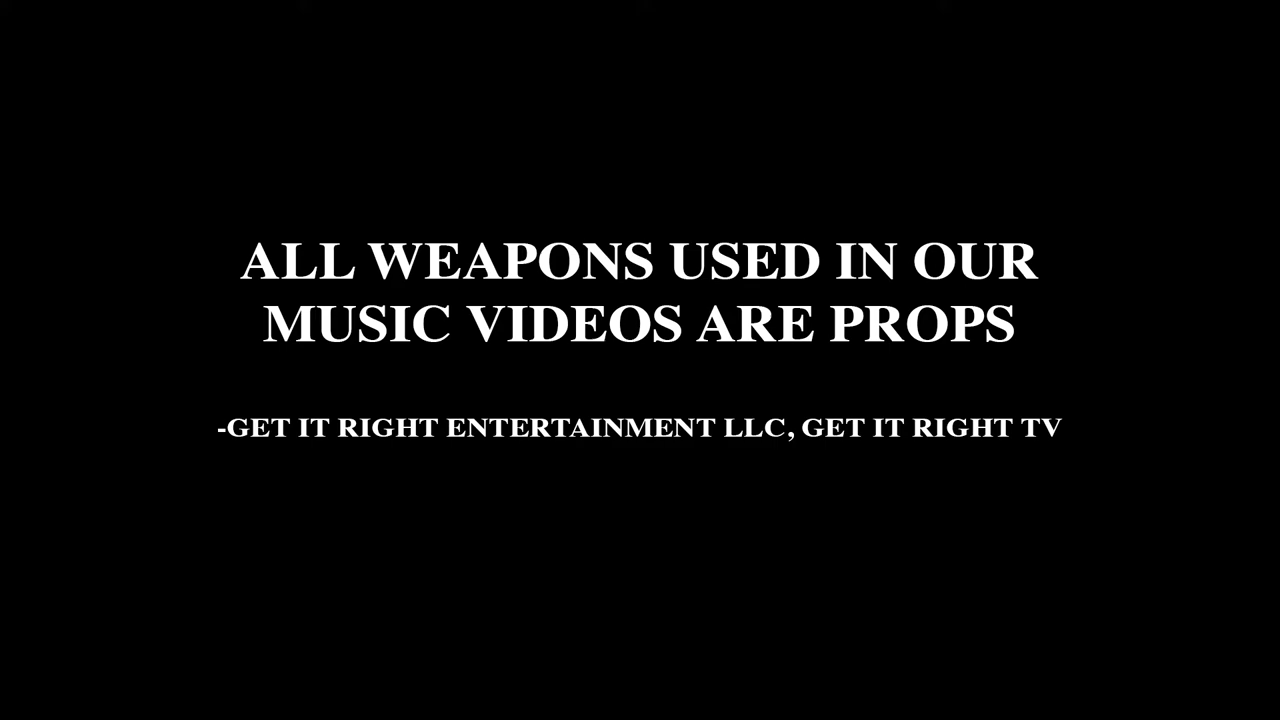 ALL WEAPONS USED IN OUR
MUSIC VIDEOS ARE PROPS
-GET IT RIGHT ENTERTAINMENT LLC, GET IT RIGHT TV